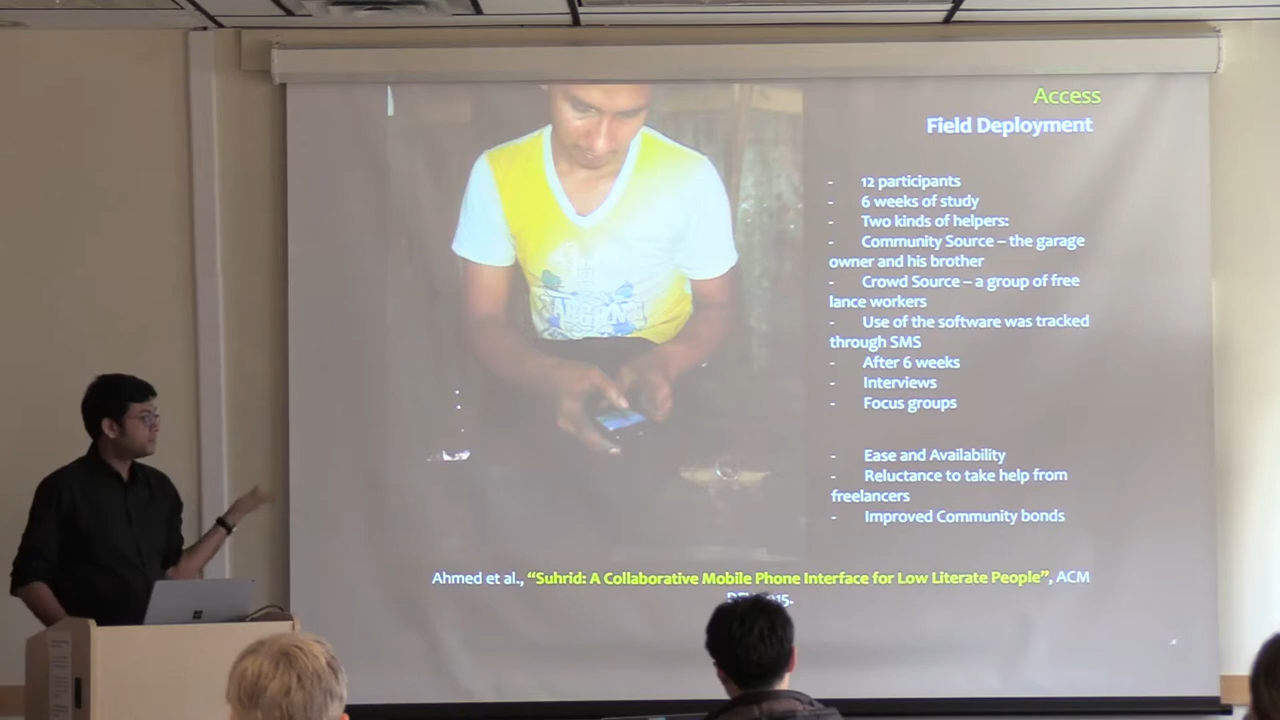 Access
Field Deployment
- 12 participants
- 6 weeks of study
- Two kinds of helpers:
- Community Source – the garage
owner and his brother
- Crowd Source – a group of free
lance workers
- Use of the software was tracked
through SMS
- After 6 weeks
- Interviews
- Focus groups
- Ease and Availability
- Reluctance to take help from
freelancers
- Improved Community bonds
Ahmed et al., “Suhrid: A Collaborative Mobile Phone Interface for Low Literate People”, ACM